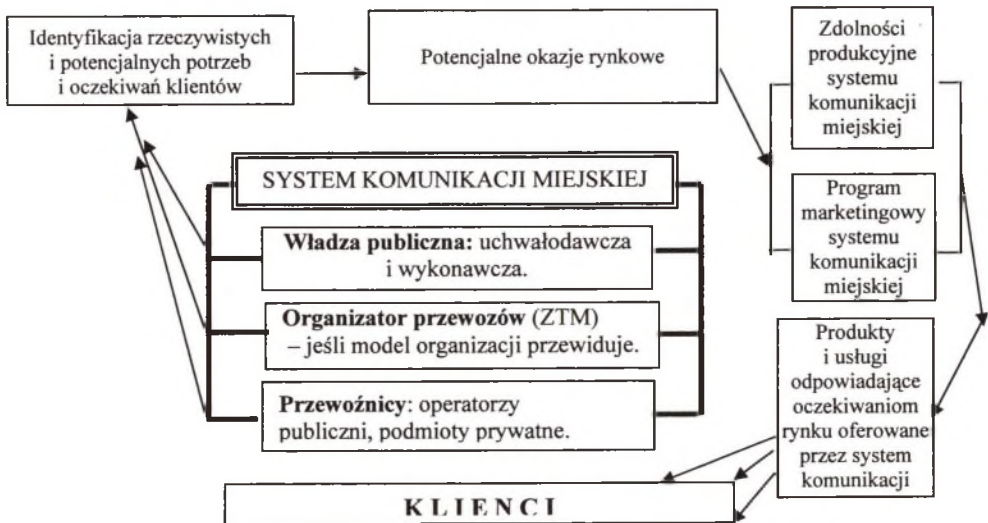 Identyfikacja rzeczywistych
i potencjalnych potrzeb
i oczekiwań klientów
Potencjalne okazje rynkowe
Zdolności
produkcyjne
systemu
komunikacji
miejskiej
Program
marketingowy
systemu
komunikacji
miejskiej
SYSTEM KOMUNIKACJI MIEJSKIEJ
Władza publiczna: uchwałodawcza
i wykonawcza.
Organizator przewozów (ZTM)
– jeśli model organizacji przewiduje.
Przewoźnicy: operatorzy
publiczni, podmioty prywatne.
Produkty
i usługi
odpowiadające
oczekiwaniom
rynku oferowane
przez system
komunikacji
KLIENCI